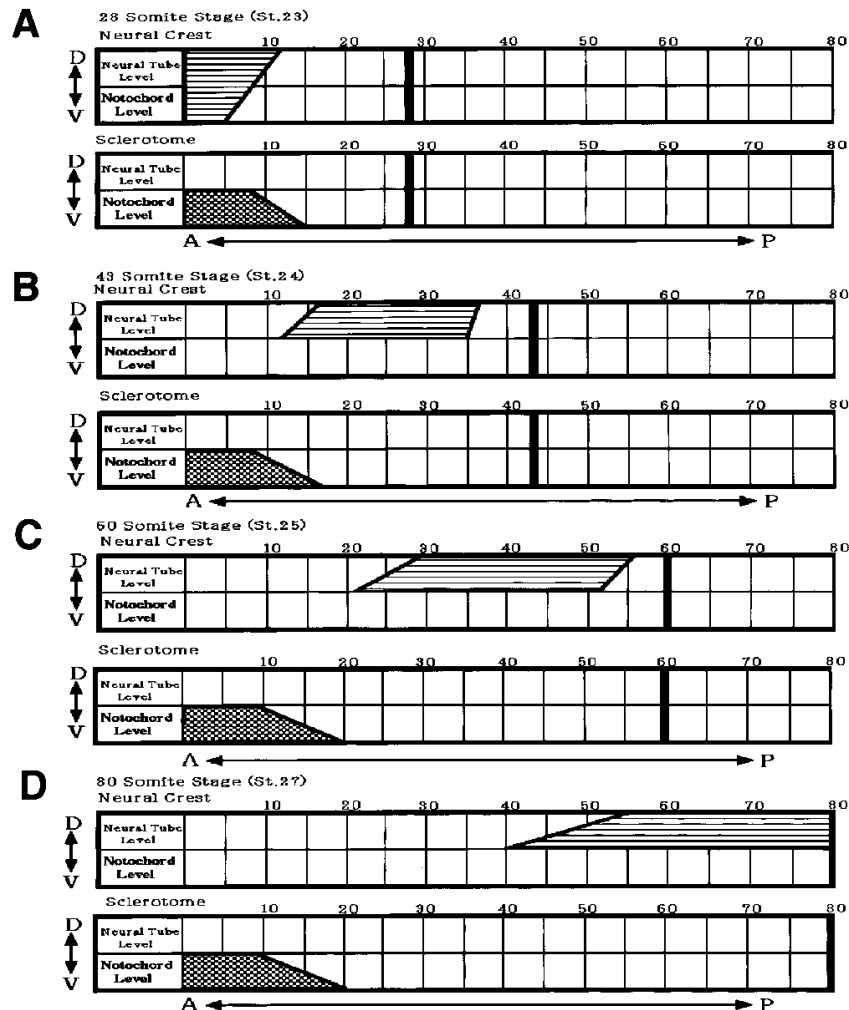 A
28 Somite Stage (St.23)
Neural Crest
10 20 30 40 50 60 70 80
D
Neural Tube
Level
Notochord
Level
V
Sclerotome
10 20 30 40 50 60 70 80
D
Neural Tube
Level
Notochord
Level
V
A P
B
43 Somite Stage (St.24)
Neural Crest
10 20 30 40 50 60 70 80
D
Neural Tube
Level
Notochord
Level
V
Sclerotome
10 20 30 40 50 60 70 80
D
Neural Tube
Level
Notochord
Level
V
A P
C
60 Somite Stage (St.25)
Neural Crest
10 20 30 40 50 60 70 80
D
Neural Tube
Level
Notochord
Level
V
Sclerotome
10 20 30 40 50 60 70 80
D
Neural Tube
Level
Notochord
Level
V
A P
D
80 Somite Stage (St.27)
Neural Crest
10 20 30 40 50 60 70 80
D
Neural Tube
Level
Notochord
Level
V
Sclerotome
10 20 30 40 50 60 70 80
D
Neural Tube
Level
Notochord
Level
V
A P